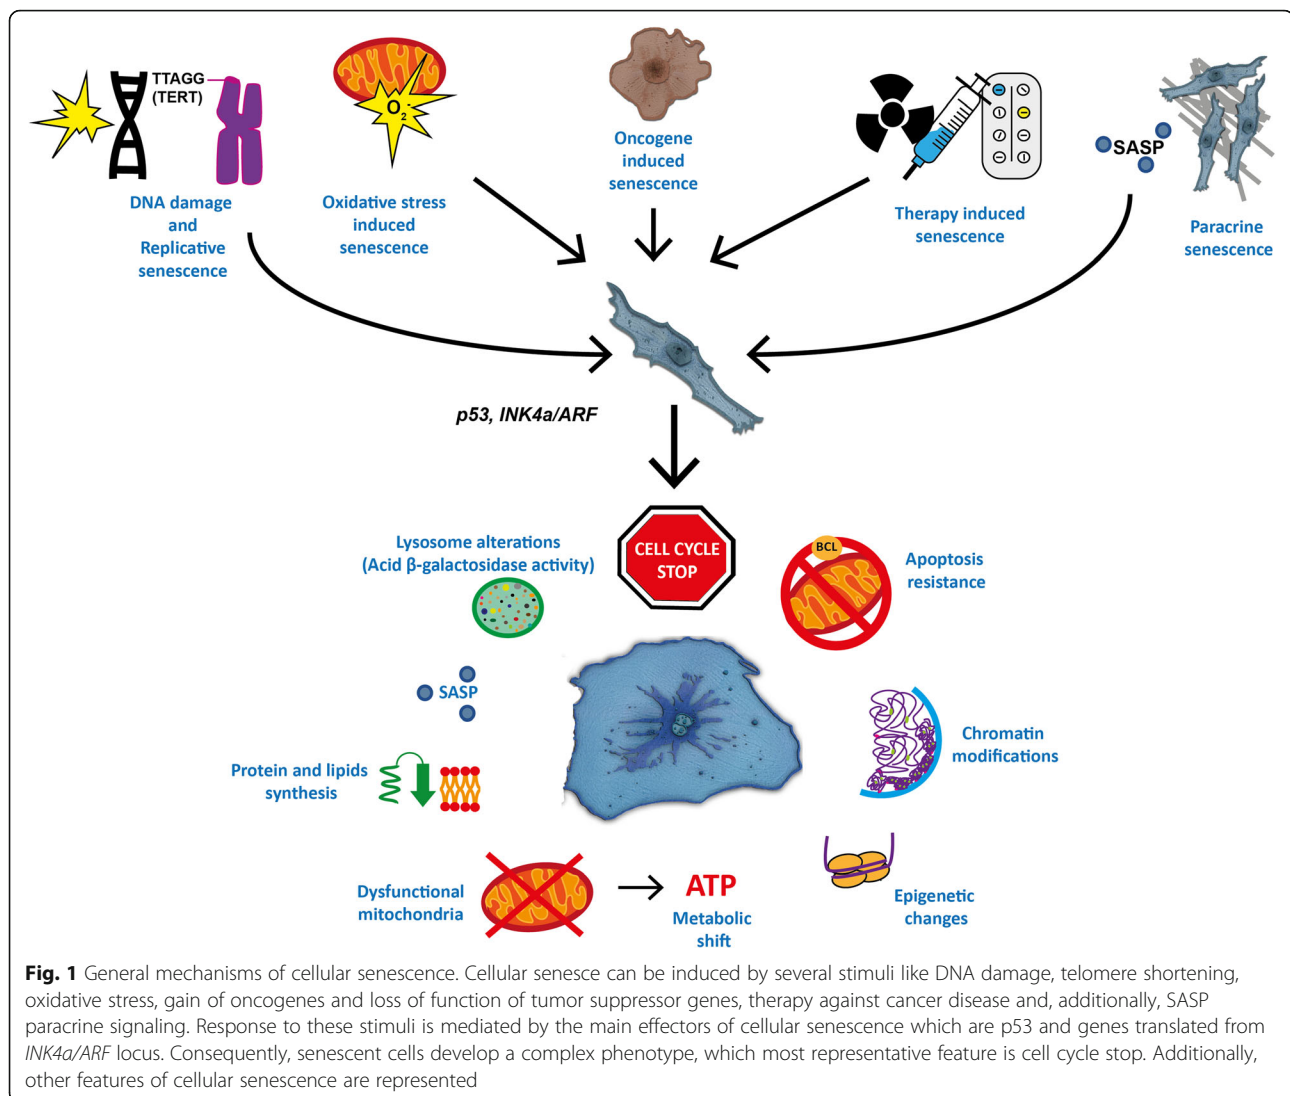 TTAGG
(TERT)
DNA damage
and
Replicative
senescence
O2-
Oxidative stress
induced
senescence
Oncogene
induced
senescence
Therapy induced
senescence
SASP
Paracrine
senescence
p53, INK4a/ARF
CELL CYCLE
STOP
Lysosome alterations
(Acid β-galactosidase activity)
BCL
Apoptosis
resistance
SASP
Chromatin
modifications
Protein and lipids
synthesis
Dysfunctional
mitochondria
ATP
Metabolic
shift
Epigenetic
changes
Fig. 1 General mechanisms of cellular senescence. Cellular senesce can be induced by several stimuli like DNA damage, telomere shortening,
oxidative stress, gain of oncogenes and loss of function of tumor suppressor genes, therapy against cancer disease and, additionally, SASP
paracrine signaling. Response to these stimuli is mediated by the main effectors of cellular senescence which are p53 and genes translated from
INK4a/ARF locus. Consequently, senescent cells develop a complex phenotype, which most representative feature is cell cycle stop. Additionally,
other features of cellular senescence are represented